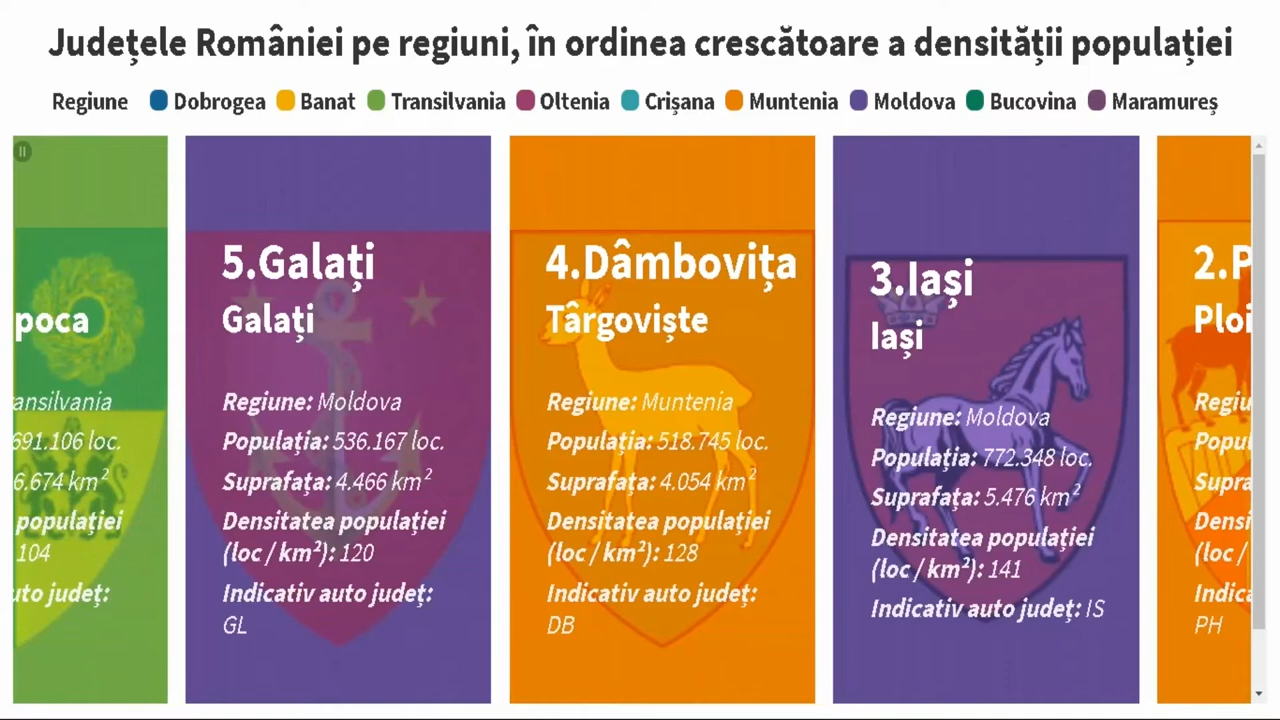 Județele României pe regiuni, în ordinea crescătoare a densității populației
Regiune Dobrogea Banat Transilvania Oltenia Crișana Muntenia Moldova Bucovina Maramureș
poca
ansilvania
691.106 loc.
6.674 km²
populației
104
uto județ:
5.Galați
Galați
Regiune: Moldova
Populația: 536.167 loc.
Suprafața: 4.466 km²
Densitatea populației
(loc / km²): 120
Indicativ auto județ:
GL
4.Dâmbovița
Târgoviște
Regiune: Muntenia
Populația: 518.745 loc.
Suprafața: 4.054 km²
Densitatea populației
(loc / km²): 128
Indicativ auto județ:
DB
3.Iași
Iași
Regiune: Moldova
Populația: 772.348 loc.
Suprafața: 5.476 km²
Densitatea populației
(loc / km²): 141
Indicativ auto județ: IS
2.P
Ploi
Regiu
Popul
Supra
Densi
(loc /
Indica
PH